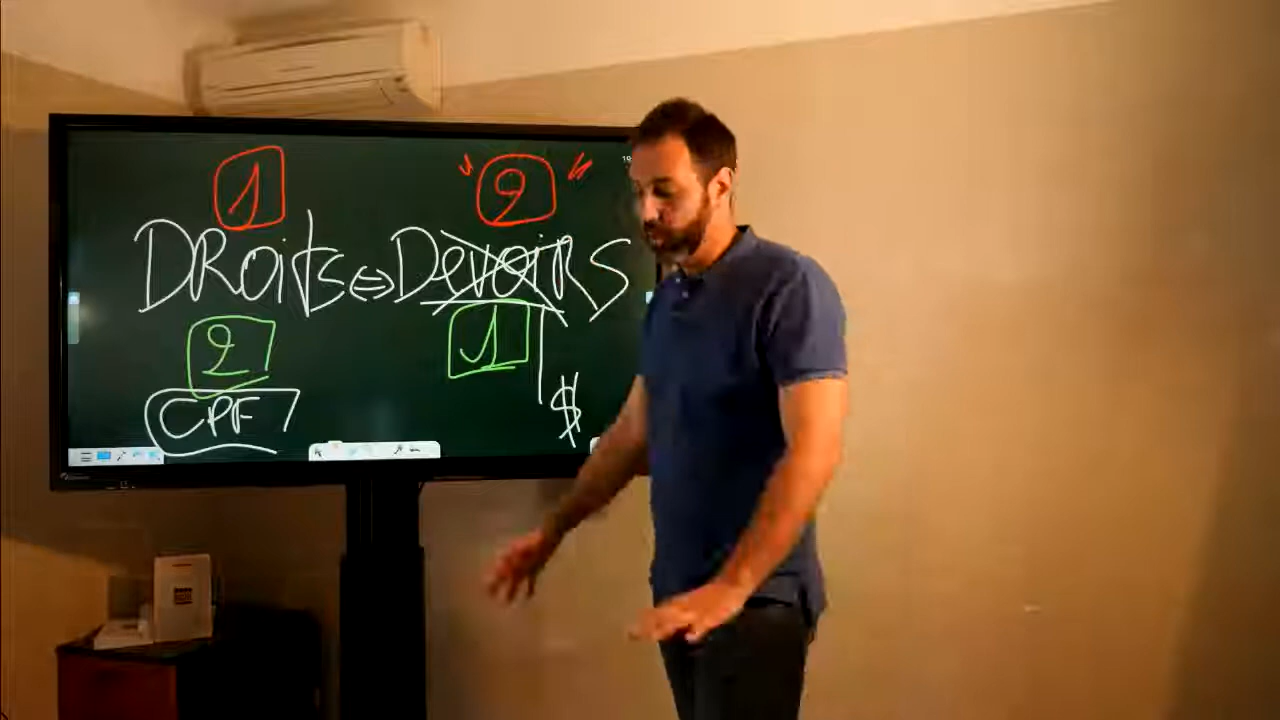 1 "2"
DRoits ⇔ DevoiRS
2 1
CPF $